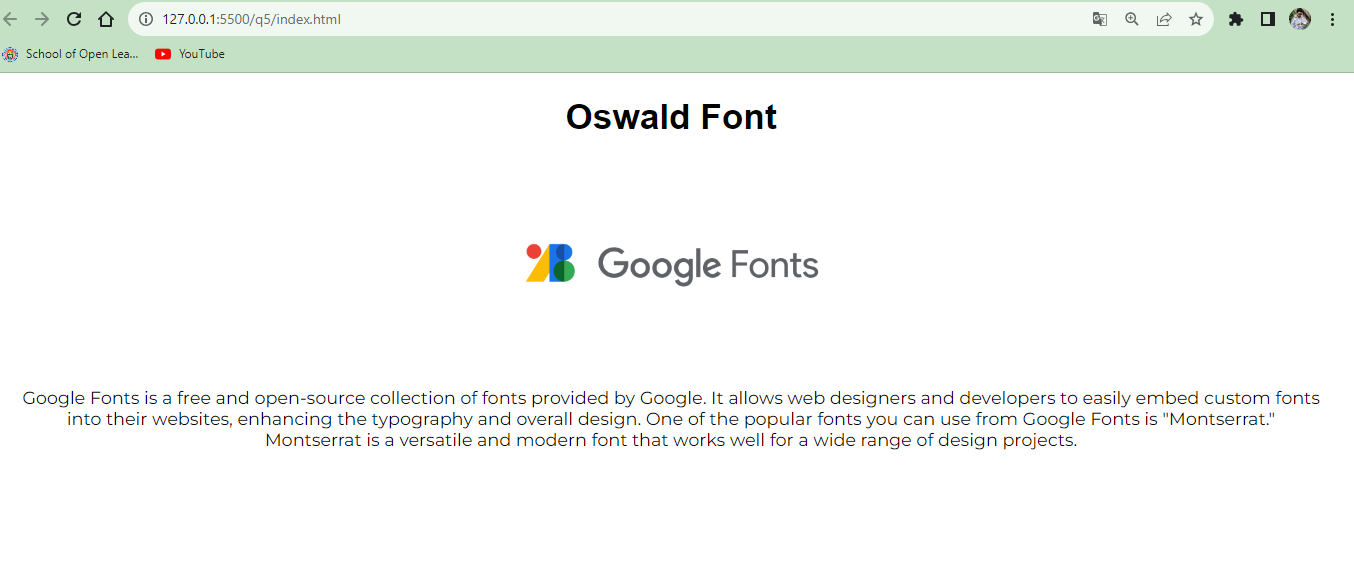 127.0.0.1:5500/q5/index.html
School of Open Lea... YouTube
Oswald Font
Google Fonts
Google Fonts is a free and open-source collection of fonts provided by Google. It allows web designers and developers to easily embed custom fonts
into their websites, enhancing the typography and overall design. One of the popular fonts you can use from Google Fonts is "Montserrat."
Montserrat is a versatile and modern font that works well for a wide range of design projects.